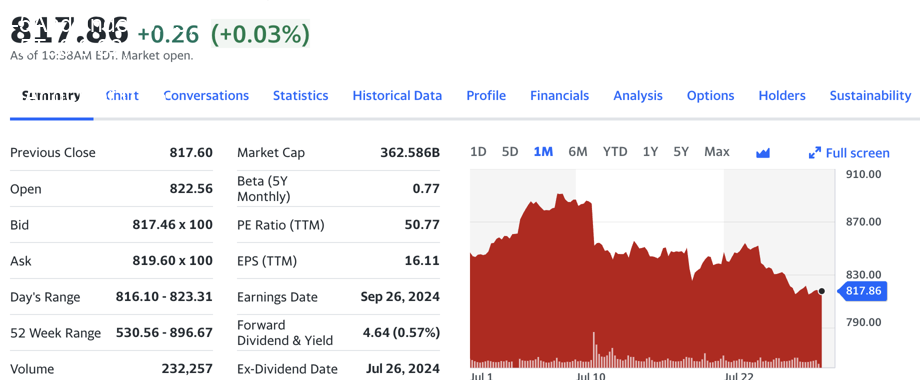 817.86 +0.26 (+0.03%)
As of 10:38AM EDT. Market open.
Summary Chart Conversations Statistics Historical Data Profile Financials Analysis Options Holders Sustainability
Previous Close 817.60
Open 822.56
Bid 817.46 x 100
Ask 819.60 x 100
Day's Range 816.10 - 823.31
52 Week Range 530.56 - 896.67
Volume 232,257
Market Cap 362.586B
Beta (5Y
Monthly) 0.77
PE Ratio (TTM) 50.77
EPS (TTM) 16.11
Earnings Date Sep 26, 2024
Forward
Dividend & Yield 4.64 (0.57%)
Ex-Dividend Date Jul 26, 2024
1D 5D 1M 6M YTD 1Y 5Y Max Full screen
910.00
870.00
830.00
817.86
790.00
Jul 1 Jul 10 Jul 22